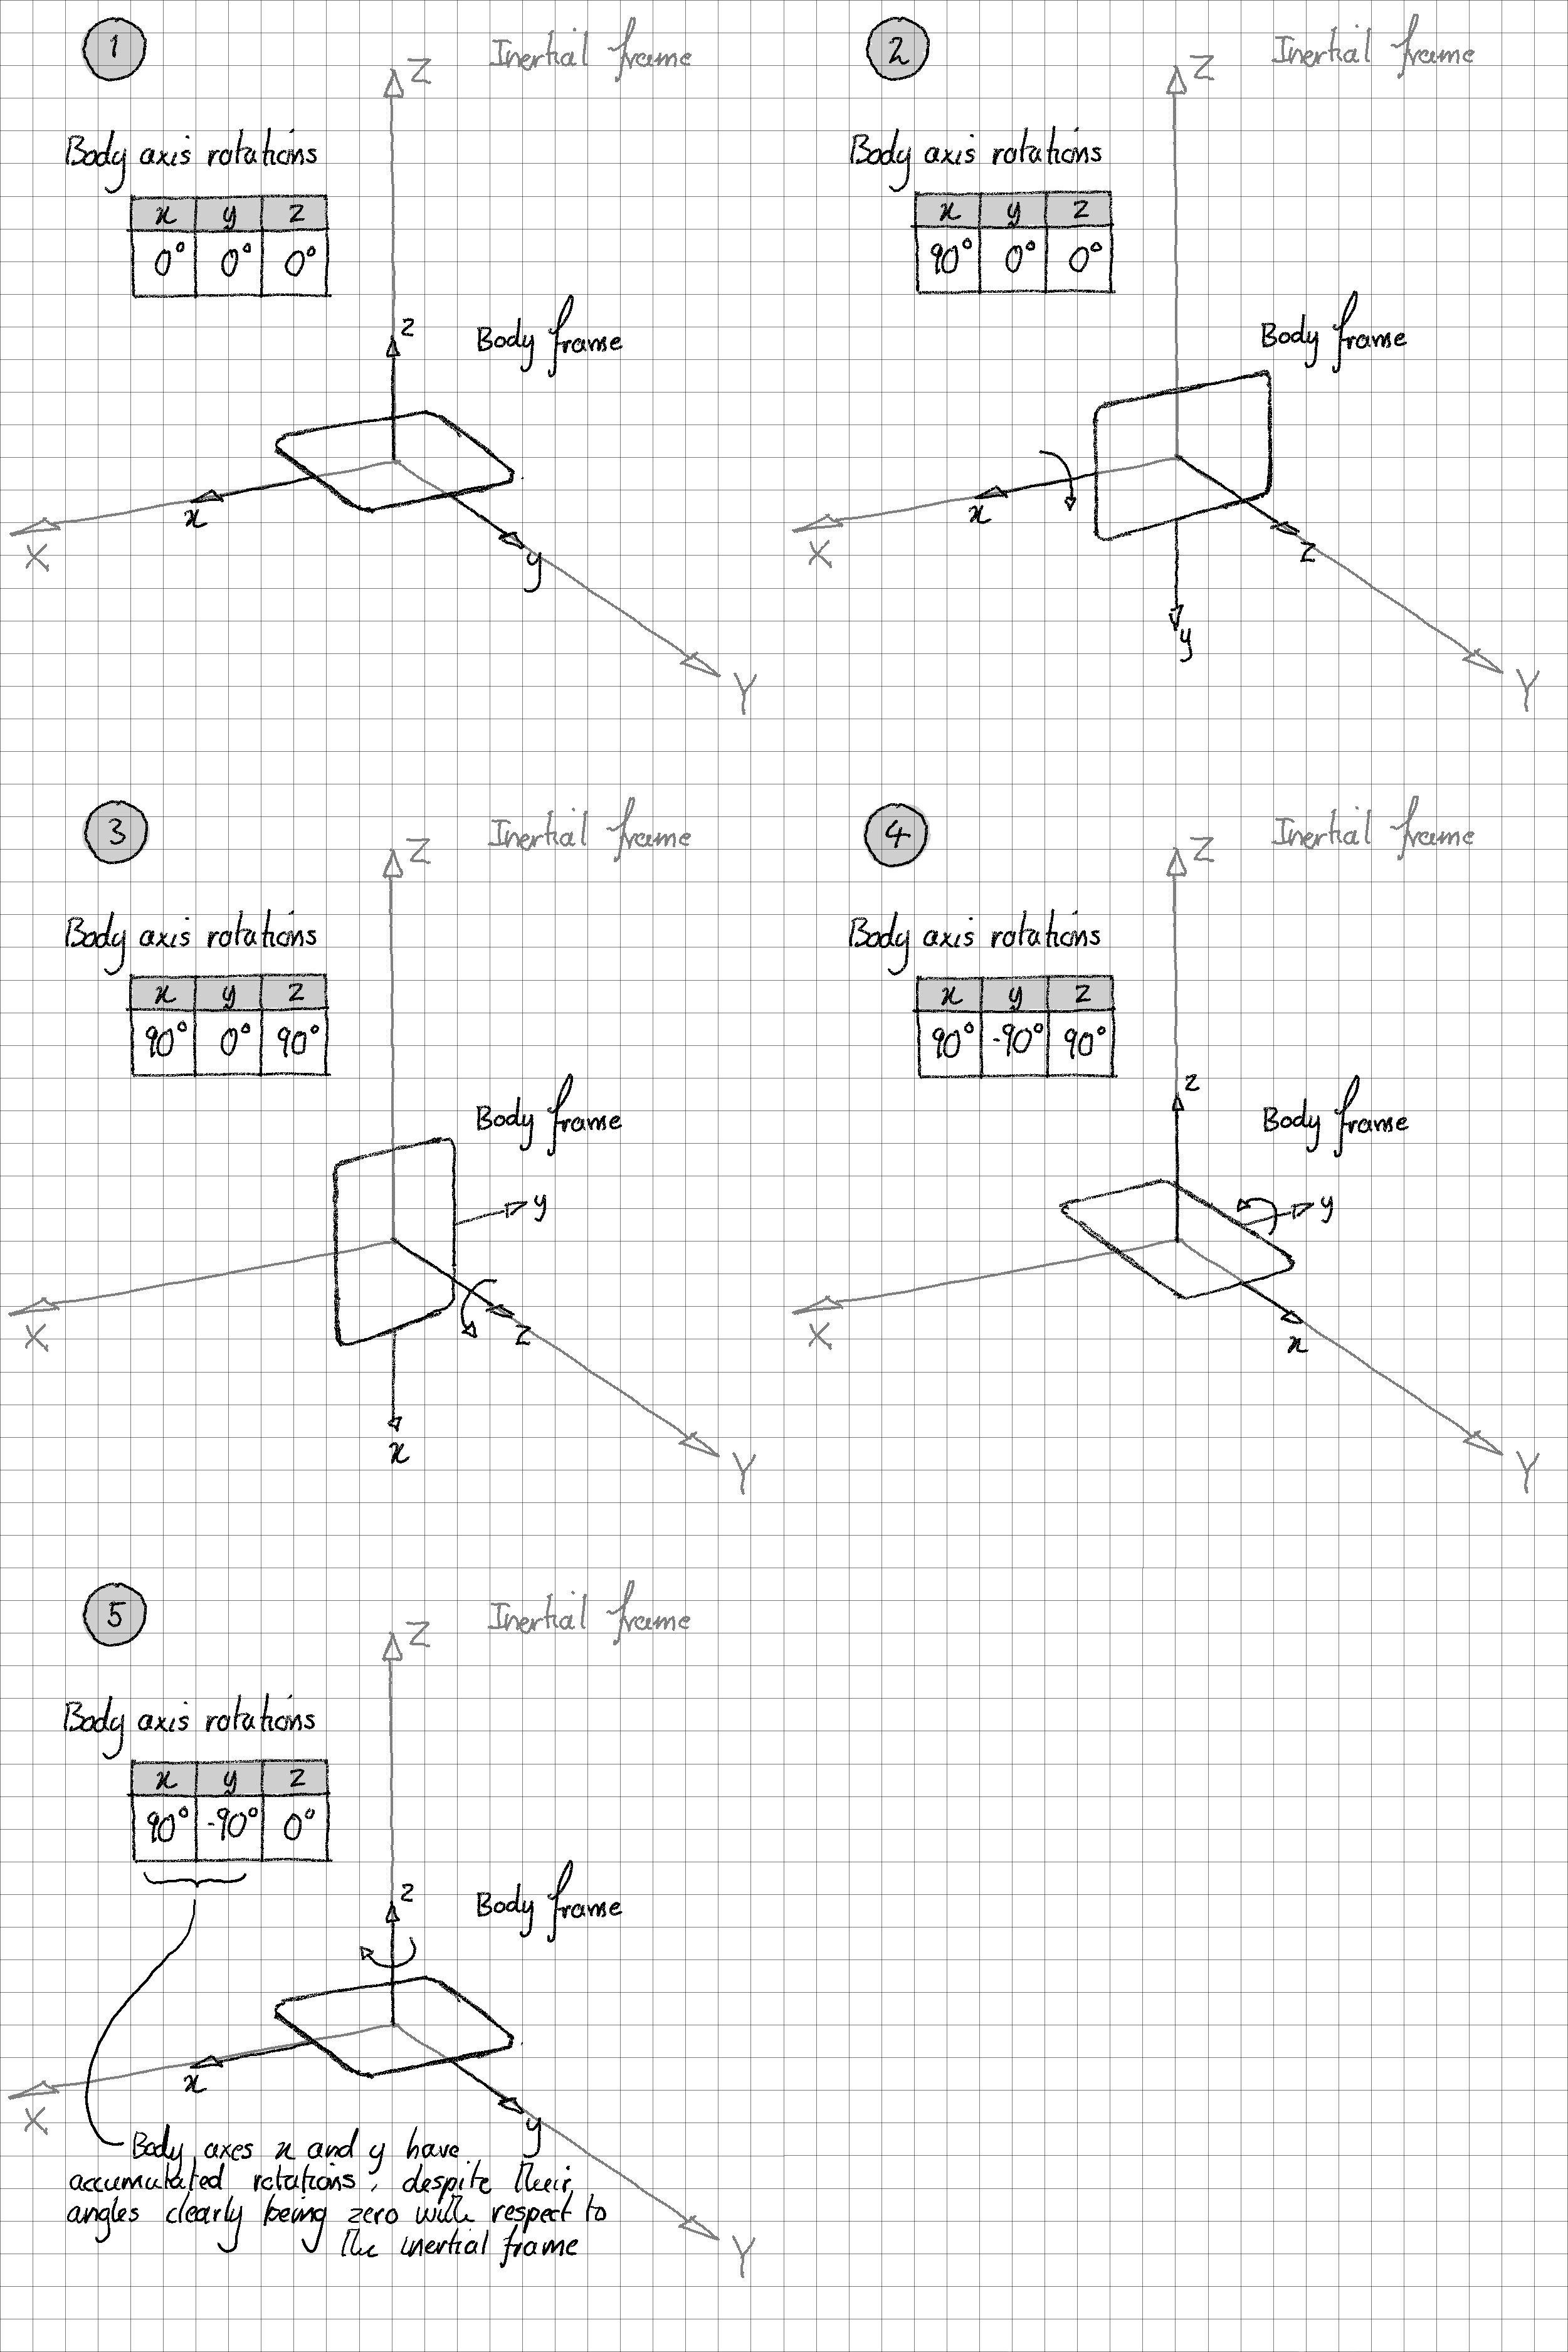 1
Inertial frame
Z
Body axis rotations
x y z
0° 0° 0°
z
Body frame
x
X
y
Y
2
Inertial frame
Z
Body axis rotations
x y z
90° 0° 0°
Body frame
x
X
z
y
Y
3
Inertial frame
Z
Body axis rotations
x y z
90° 0° 90°
Body frame
y
z
X
x
Y
4
Inertial frame
Z
Body axis rotations
x y z
90° -90° 90°
z
Body frame
y
X
x
Y
5
Inertial frame
Z
Body axis rotations
x y z
90° -90° 0°
z
Body frame
x
X
y
Body axes x and y have
accumulated rotations, despite their
angles clearly being zero with respect to
the inertial frame
Y